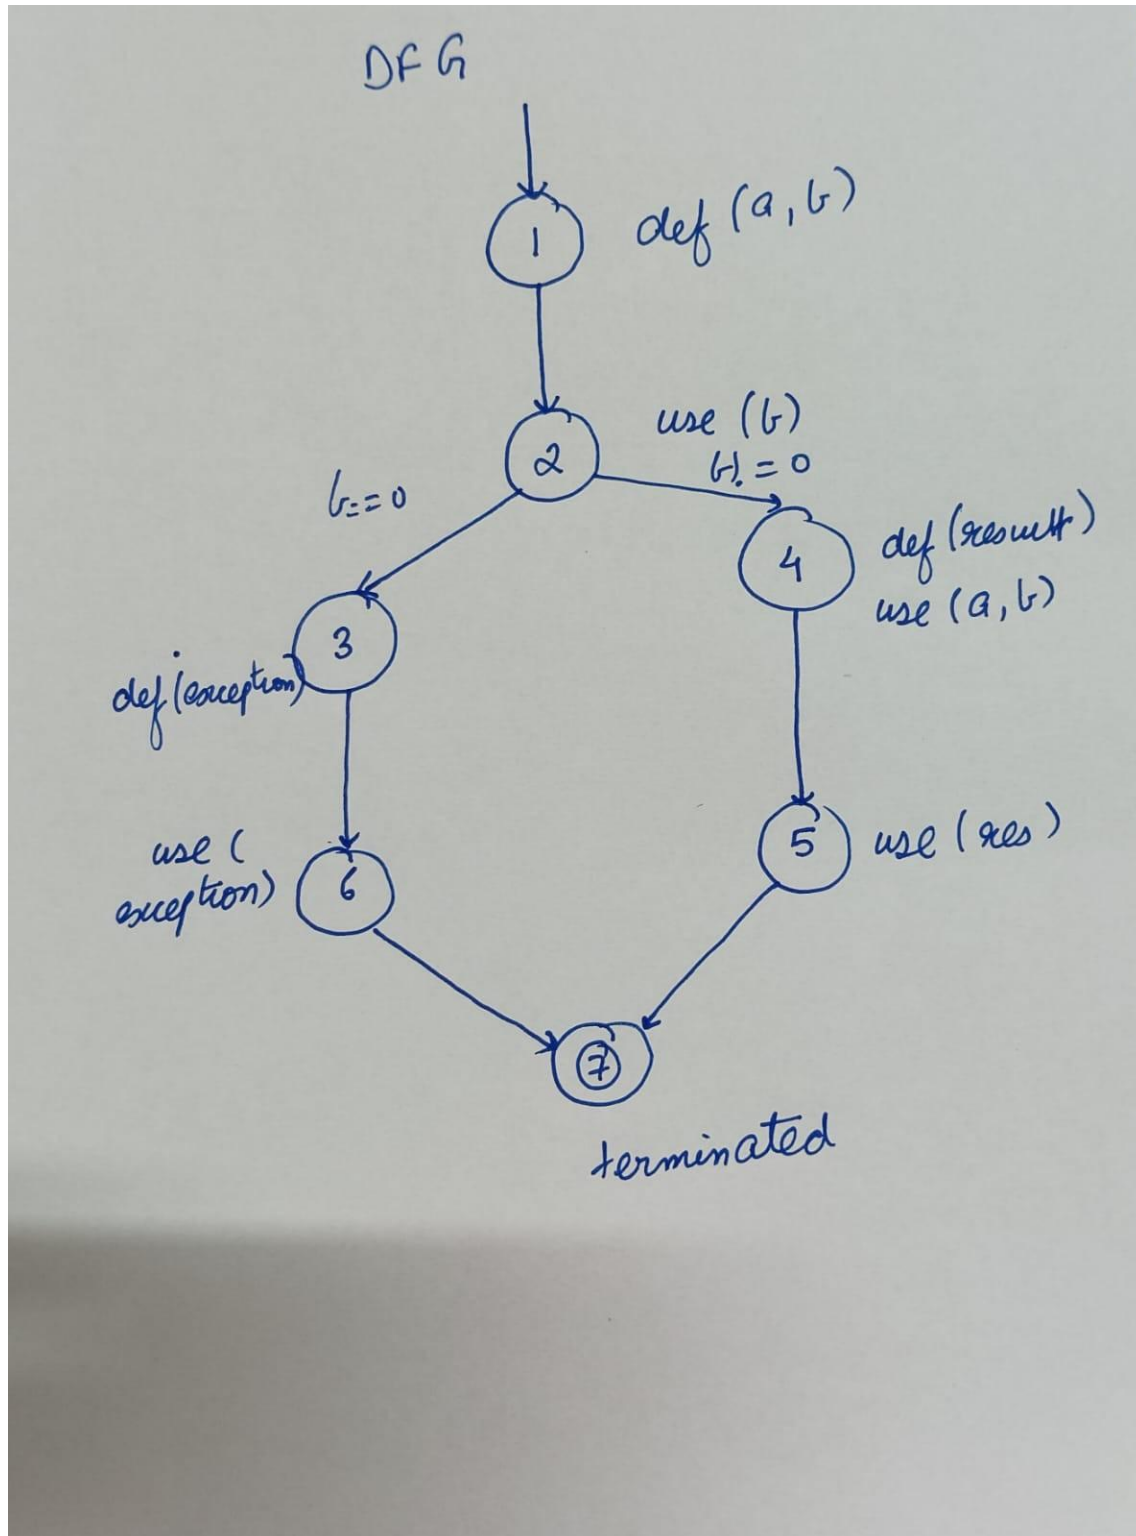 DFG
1
def (a, b)
2
use (b)
b! = 0
b == 0
4
def (result)
use (a, b)
3
def (exception)
5
use (res)
use (
exception)
6
7
terminated